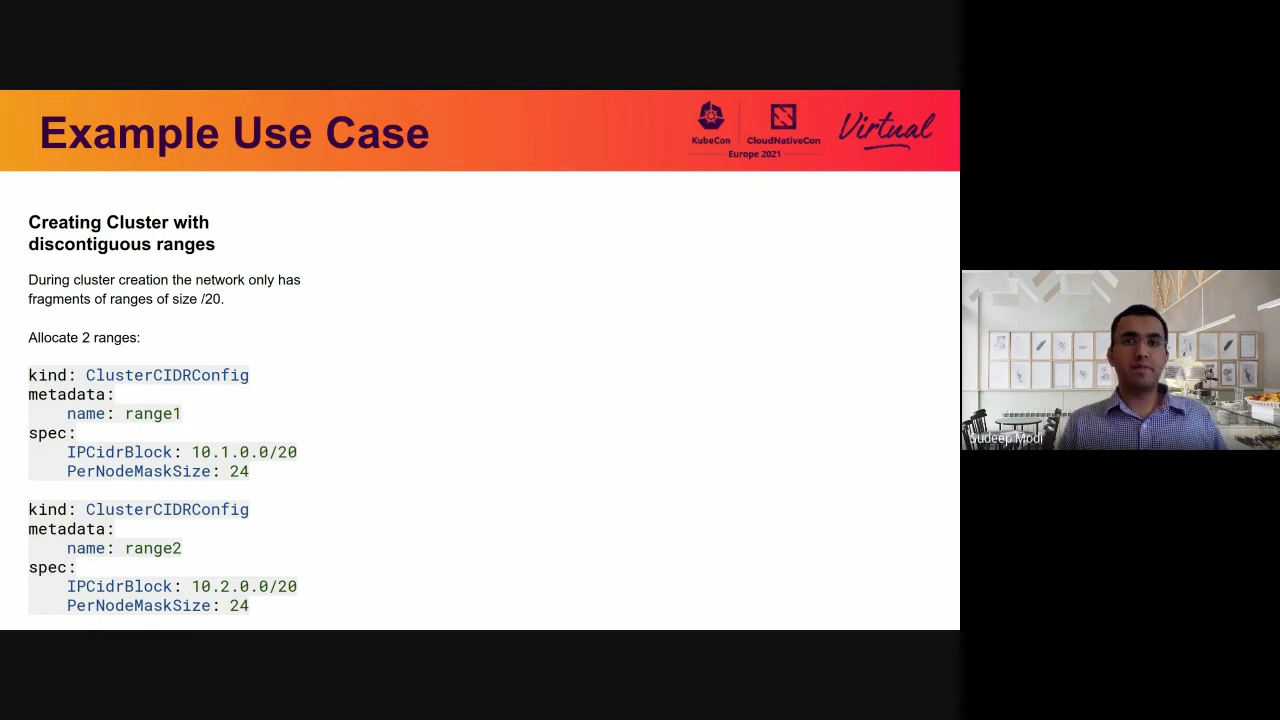 Example Use Case
KubeCon
CloudNativeCon
Europe 2021
Virtual
Creating Cluster with
discontiguous ranges
During cluster creation the network only has
fragments of ranges of size /20.
Allocate 2 ranges:
kind: ClusterCIDRConfig
metadata:
    name: range1
spec:
    IPCidrBlock: 10.1.0.0/20
    PerNodeMaskSize: 24
kind: ClusterCIDRConfig
metadata:
    name: range2
spec:
    IPCidrBlock: 10.2.0.0/20
    PerNodeMaskSize: 24
Sudeep Modi